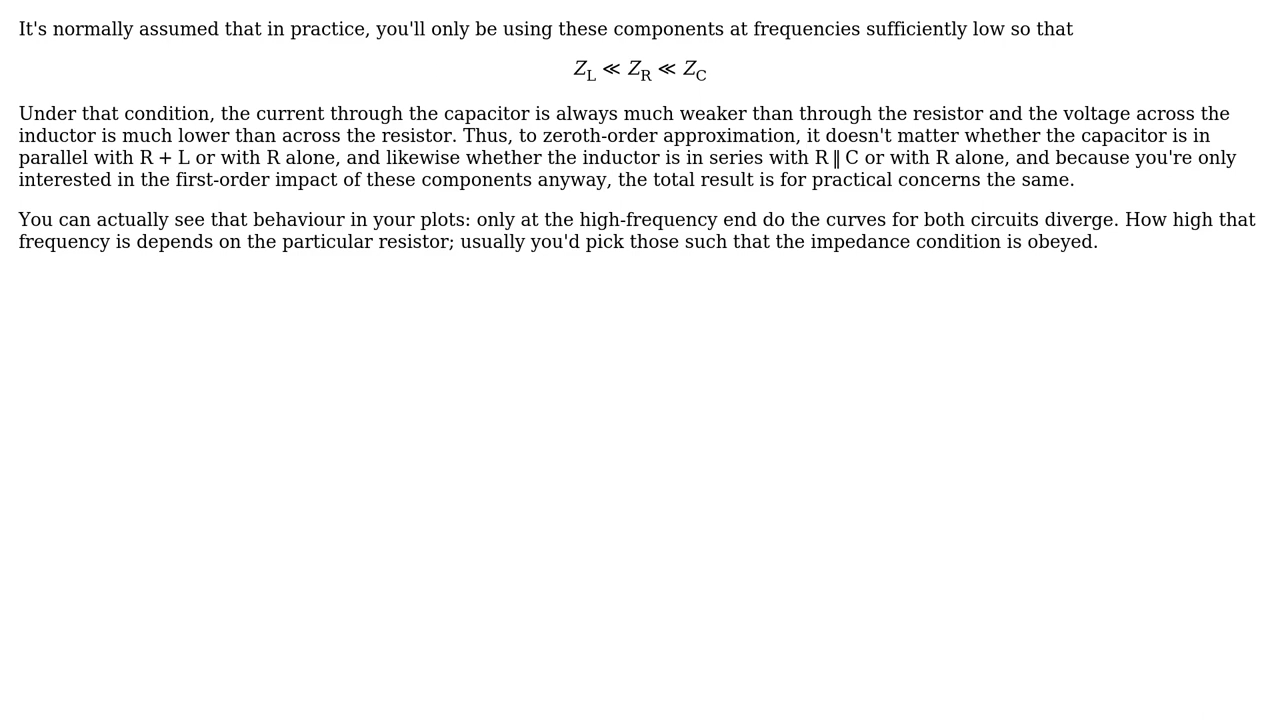 It's normally assumed that in practice, you'll only be using these components at frequencies sufficiently low so that
Z_L ≪ Z_R ≪ Z_C
Under that condition, the current through the capacitor is always much weaker than through the resistor and the voltage across the
inductor is much lower than across the resistor. Thus, to zeroth-order approximation, it doesn't matter whether the capacitor is in
parallel with R + L or with R alone, and likewise whether the inductor is in series with R ∥ C or with R alone, and because you're only
interested in the first-order impact of these components anyway, the total result is for practical concerns the same.
You can actually see that behaviour in your plots: only at the high-frequency end do the curves for both circuits diverge. How high that
frequency is depends on the particular resistor; usually you'd pick those such that the impedance condition is obeyed.